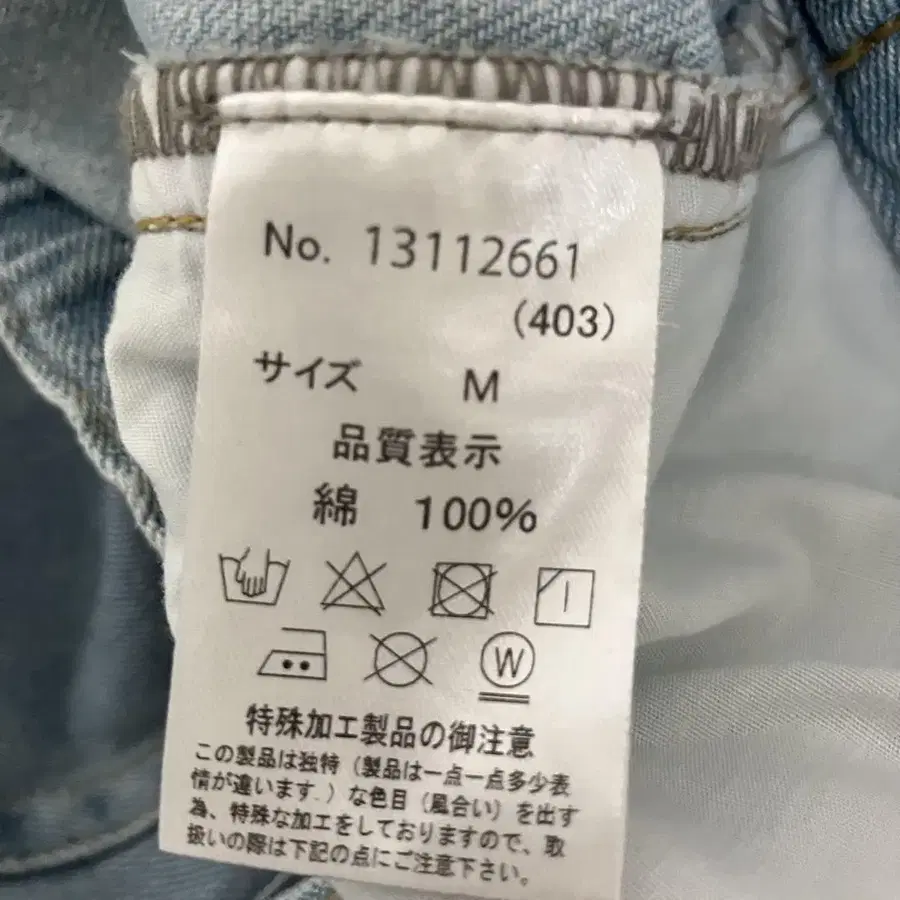 No. 13112661
(403)
サイズ M
品質表示
綿 100%
W
特殊加工製品の御注意
この製品は独特（製品は一点一点多少表
情が違います.）な色目（風合い）を出す
為、特殊な加工をしておりますので、取
扱いの際は下記の点にご注意下さい。